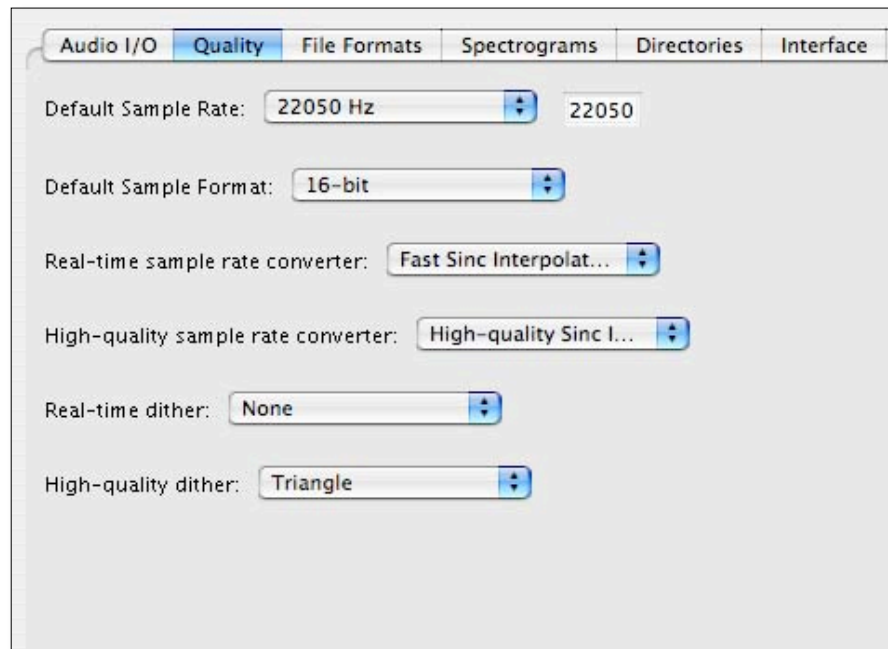 Audio I/O Quality File Formats Spectrograms Directories Interface
Default Sample Rate: 22050 Hz 22050
Default Sample Format: 16-bit
Real-time sample rate converter: Fast Sinc Interpolat...
High-quality sample rate converter: High-quality Sinc I...
Real-time dither: None
High-quality dither: Triangle